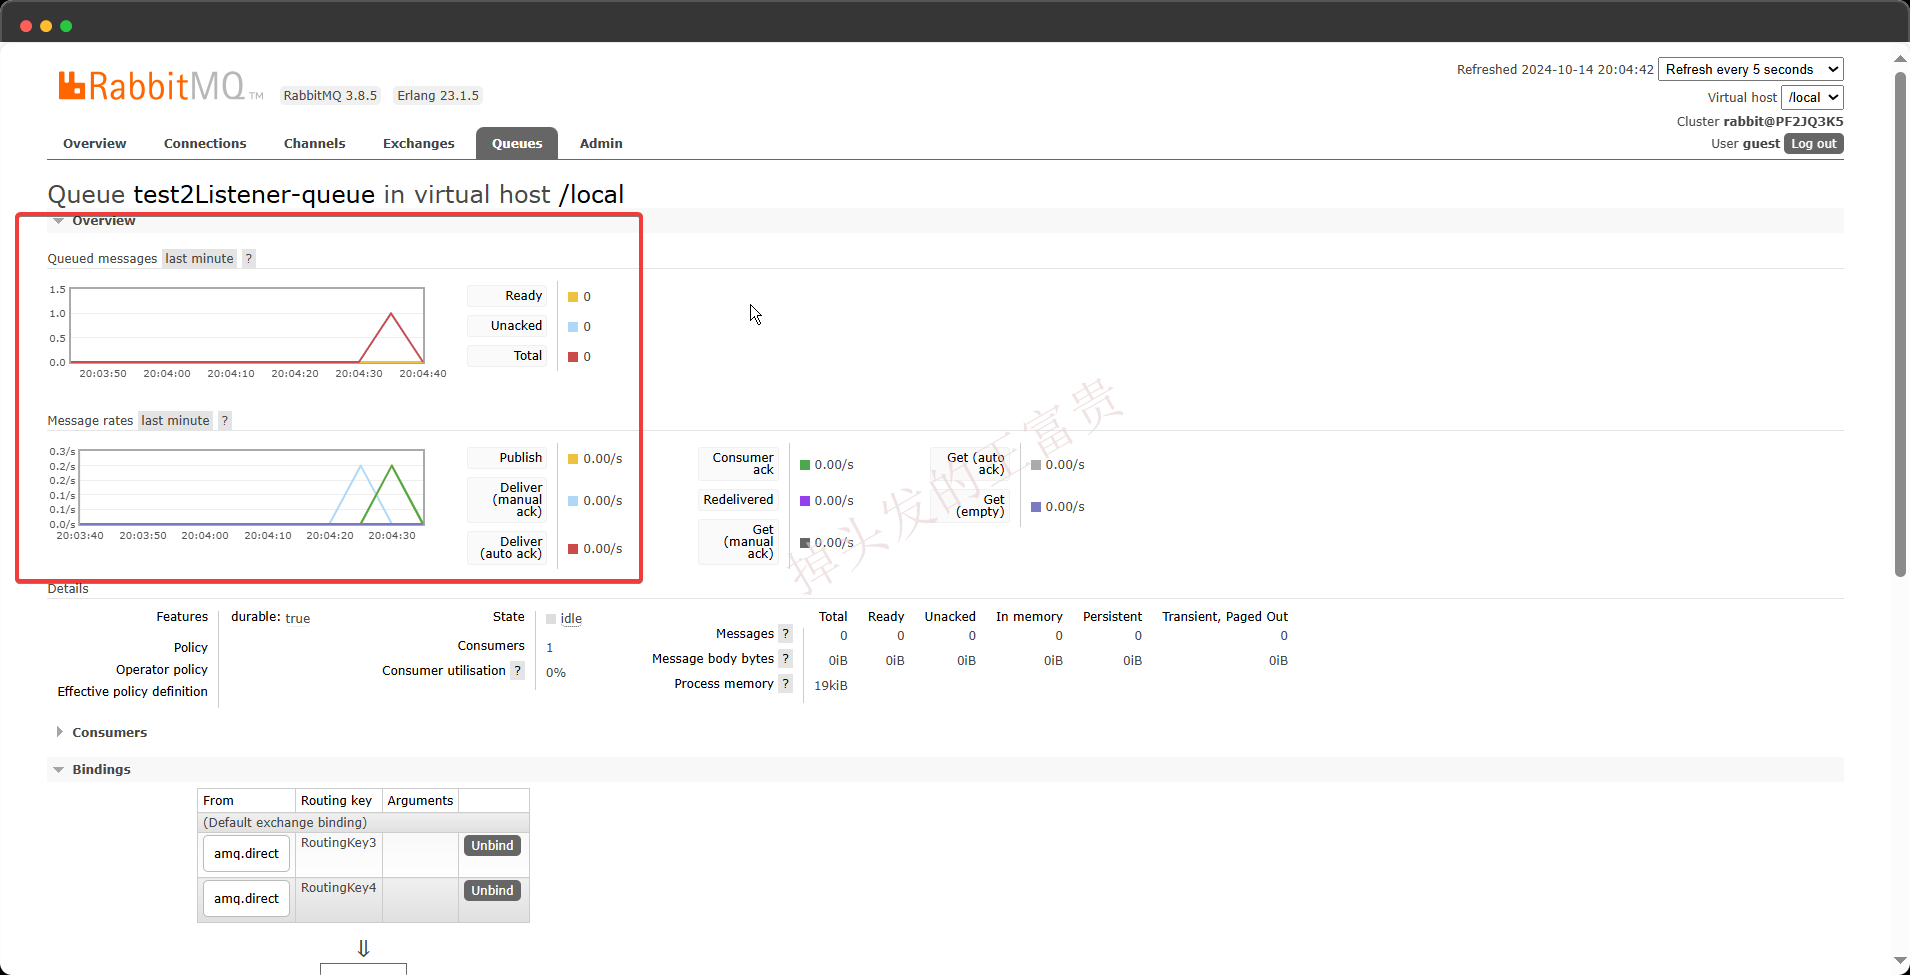 RabbitMQ TM
RabbitMQ 3.8.5
Erlang 23.1.5
Refreshed 2024-10-14 20:04:42
Refresh every 5 seconds
Virtual host /local
Cluster rabbit@PF2JQ3K5
User guest Log out
Overview Connections Channels Exchanges Queues Admin
Queue test2Listener-queue in virtual host /local
Overview
Queued messages last minute ?
1.5
1.0
0.5
0.0
20:03:50 20:04:00 20:04:10 20:04:20 20:04:30 20:04:40
Ready 0
Unacked 0
Total 0
Message rates last minute ?
0.3/s
0.2/s
0.2/s
0.1/s
0.1/s
0.0/s
20:03:40 20:03:50 20:04:00 20:04:10 20:04:20 20:04:30
Publish 0.00/s
Deliver
(manual
ack)
0.00/s
Deliver
(auto ack)
0.00/s
Consumer
ack
0.00/s
Redelivered 0.00/s
Get
(manual
ack)
0.00/s
Get (auto
ack)
0.00/s
Get
(empty)
0.00/s
掉头发的王富贵
Details
Features durable: true
Policy
Operator policy
Effective policy definition
State idle
Consumers 1
Consumer utilisation ? 0%
Total Ready Unacked In memory Persistent Transient, Paged Out
Messages ? 0 0 0 0 0 0
Message body bytes ? 0iB 0iB 0iB 0iB 0iB 0iB
Process memory ? 19kiB
Consumers
Bindings
From Routing key Arguments
(Default exchange binding)
amq.direct RoutingKey3 Unbind
amq.direct RoutingKey4 Unbind
⇓